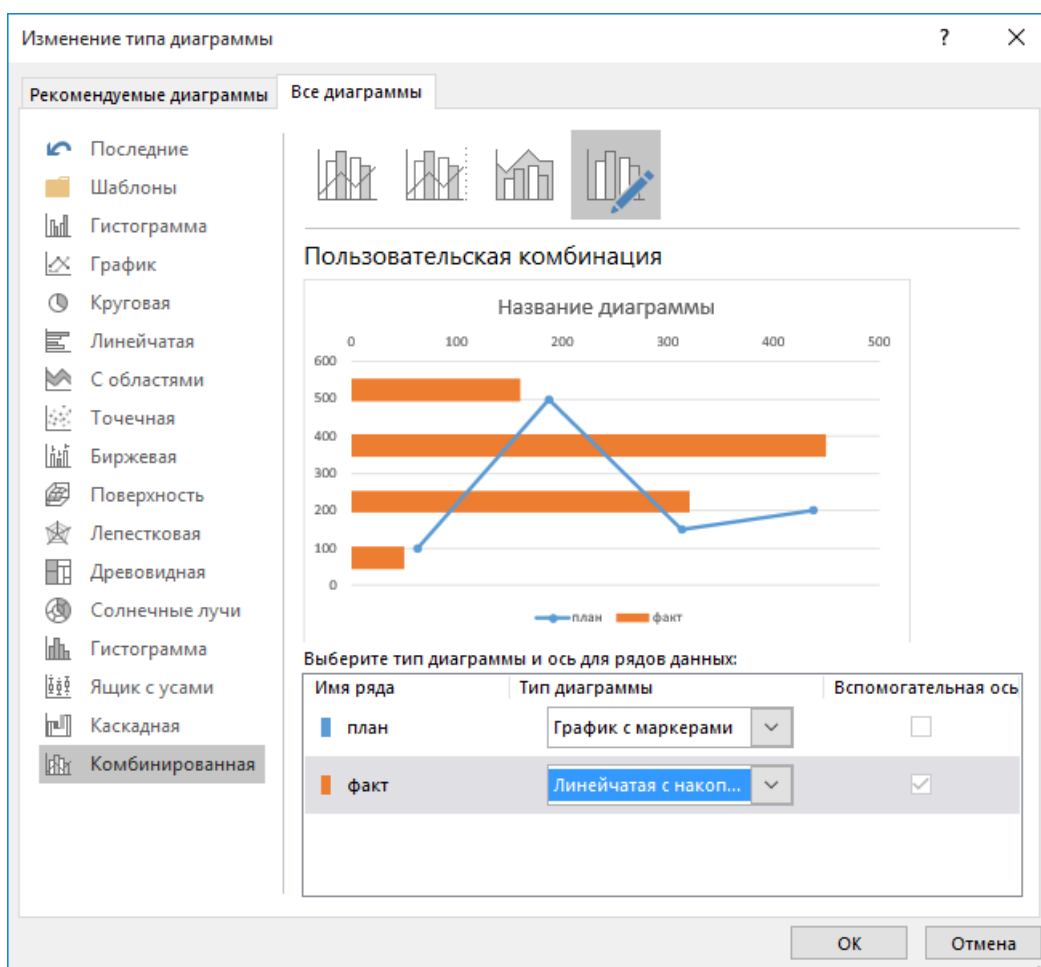 Изменение типа диаграммы
?
Рекомендуемые диаграммы
Все диаграммы
Последние
Шаблоны
Гистограмма
График
Круговая
Линейчатая
С областями
Точечная
Биржевая
Поверхность
Лепестковая
Древовидная
Солнечные лучи
Гистограмма
Ящик с усами
Каскадная
Комбинированная
Пользовательская комбинация
Название диаграммы
0 100 200 300 400 500
600
500
400
300
200
100
0
план факт
Выберите тип диаграммы и ось для рядов данных:
Имя ряда Тип диаграммы Вспомогательная ось
план График с маркерами
факт Линейчатая с накоп...
ОК Отмена